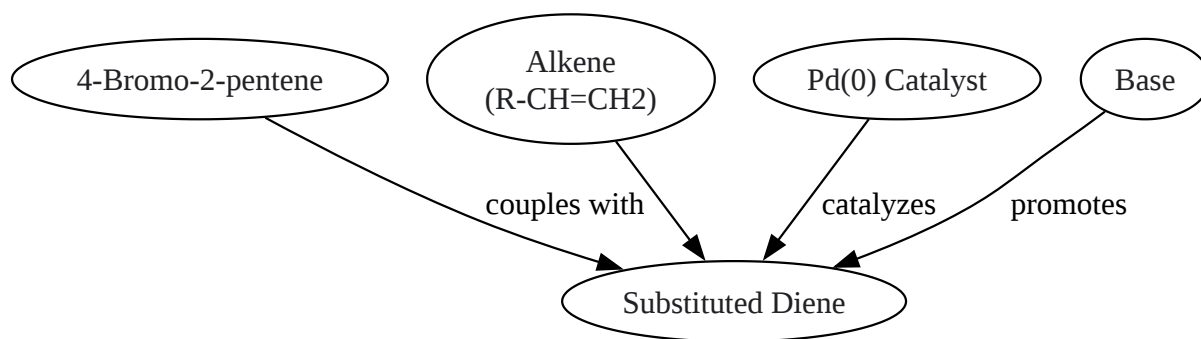 4-Bromo-2-pentene
Alkene
(R-CH=CH2)
Pd(0) Catalyst
Base
couples with
catalyzes
promotes
Substituted Diene